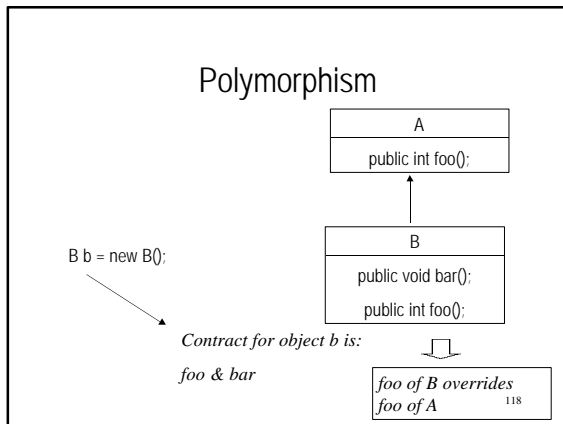 Polymorphism
A
public int foo();
B
public void bar();
public int foo();
B b = new B();
Contract for object b is:
foo & bar
foo of B overrides
foo of A
118